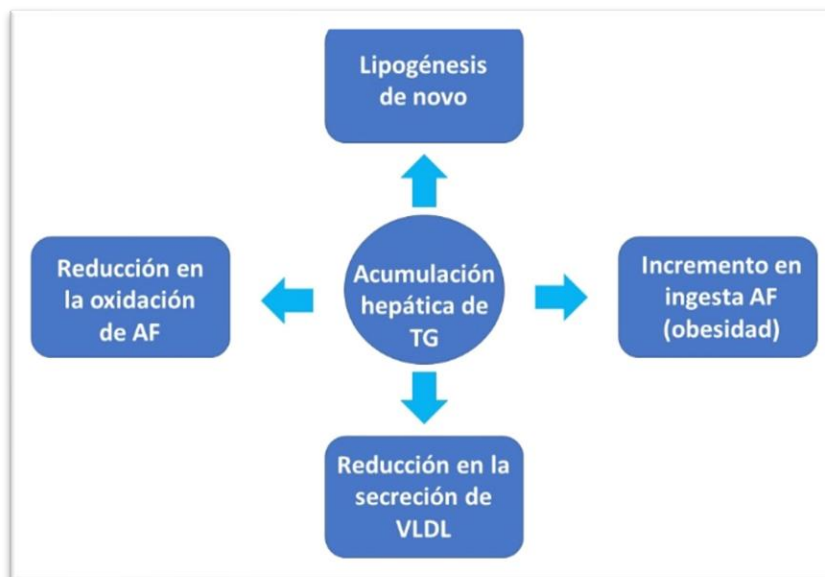 Lipogénesis
de novo
Reducción en
la oxidación
de AF
Acumulación
hepática de
TG
Incremento en
ingesta AF
(obesidad)
Reducción en la
secreción de
VLDL